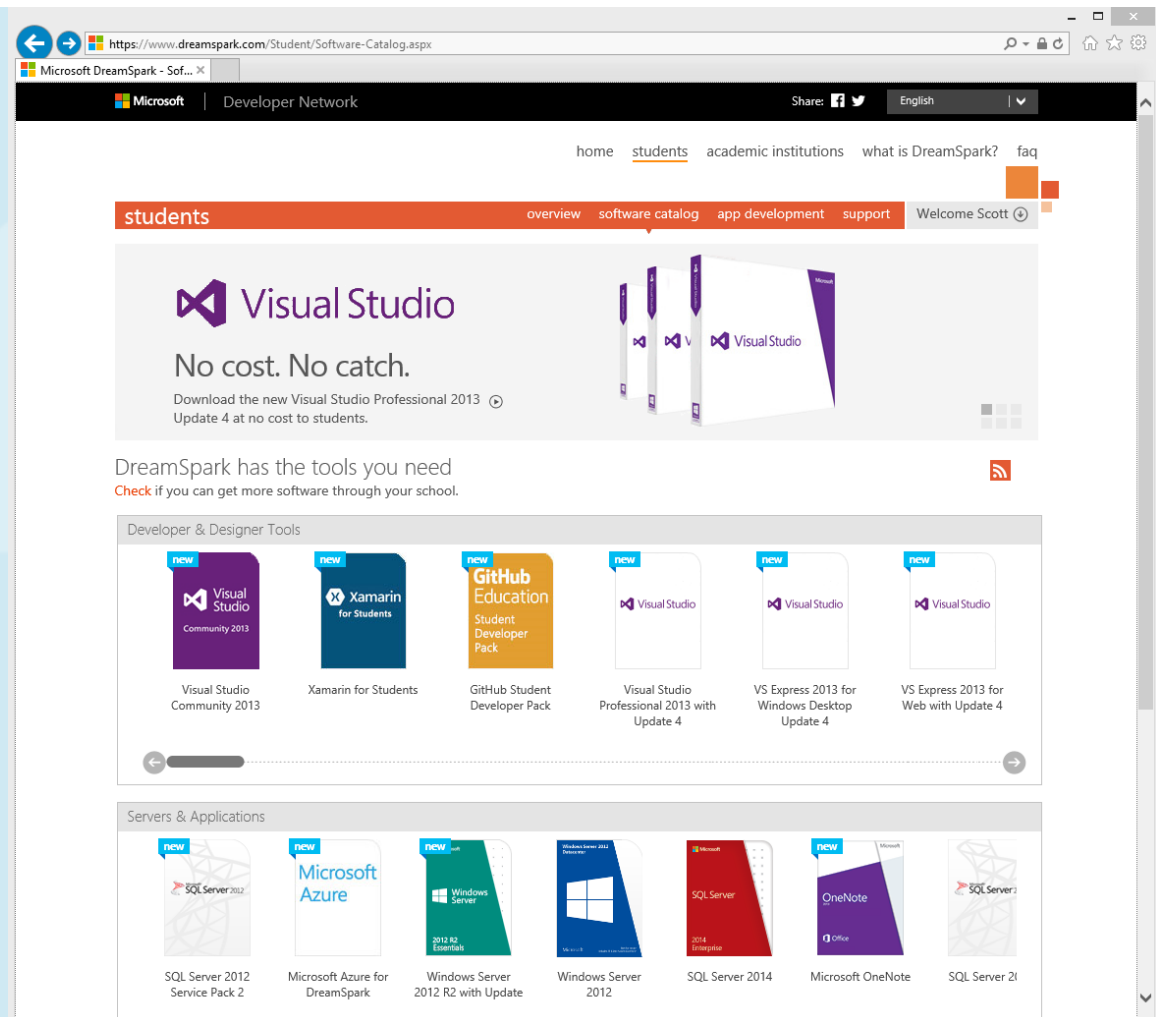 https://www.dreamspark.com/Student/Software-Catalog.aspx
Microsoft DreamSpark - Sof...
Microsoft | Developer Network
Share:
English
home students academic institutions what is DreamSpark? faq
students
overview software catalog app development support
Welcome Scott
Visual Studio
No cost. No catch.
Download the new Visual Studio Professional 2013
Update 4 at no cost to students.
Microsoft
Visual Studio
DreamSpark has the tools you need
Check if you can get more software through your school.
Developer & Designer Tools
new new new new new new
Visual
Studio
Community 2013
Xamarin
for Students
GitHub
Education
Student
Developer
Pack
Visual Studio
Visual Studio
Visual Studio
Visual Studio
Community 2013
Xamarin for Students
GitHub Student
Developer Pack
Visual Studio
Professional 2013 with
Update 4
VS Express 2013 for
Windows Desktop
Update 4
VS Express 2013 for
Web with Update 4
Servers & Applications
new new new new
SQL Server 2012
Microsoft
Azure
Windows
Server
2012 R2
Essentials
Windows Server 2012
Datacenter
Microsoft
Microsoft
SQL Server
2014
Enterprise
Microsoft
OneNote
Office
SQL Server
SQL Server 2012
Service Pack 2
Microsoft Azure for
DreamSpark
Windows Server
2012 R2 with Update
Windows Server
2012
SQL Server 2014
Microsoft OneNote
SQL Server 20